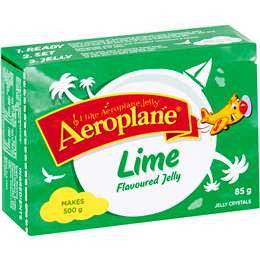 1. READY
2. SET
3. JELLY
I like Aeroplane Jelly
Aeroplane®
Lime
Flavoured Jelly
MAKES
500 g
85 g
JELLY CRYSTALS